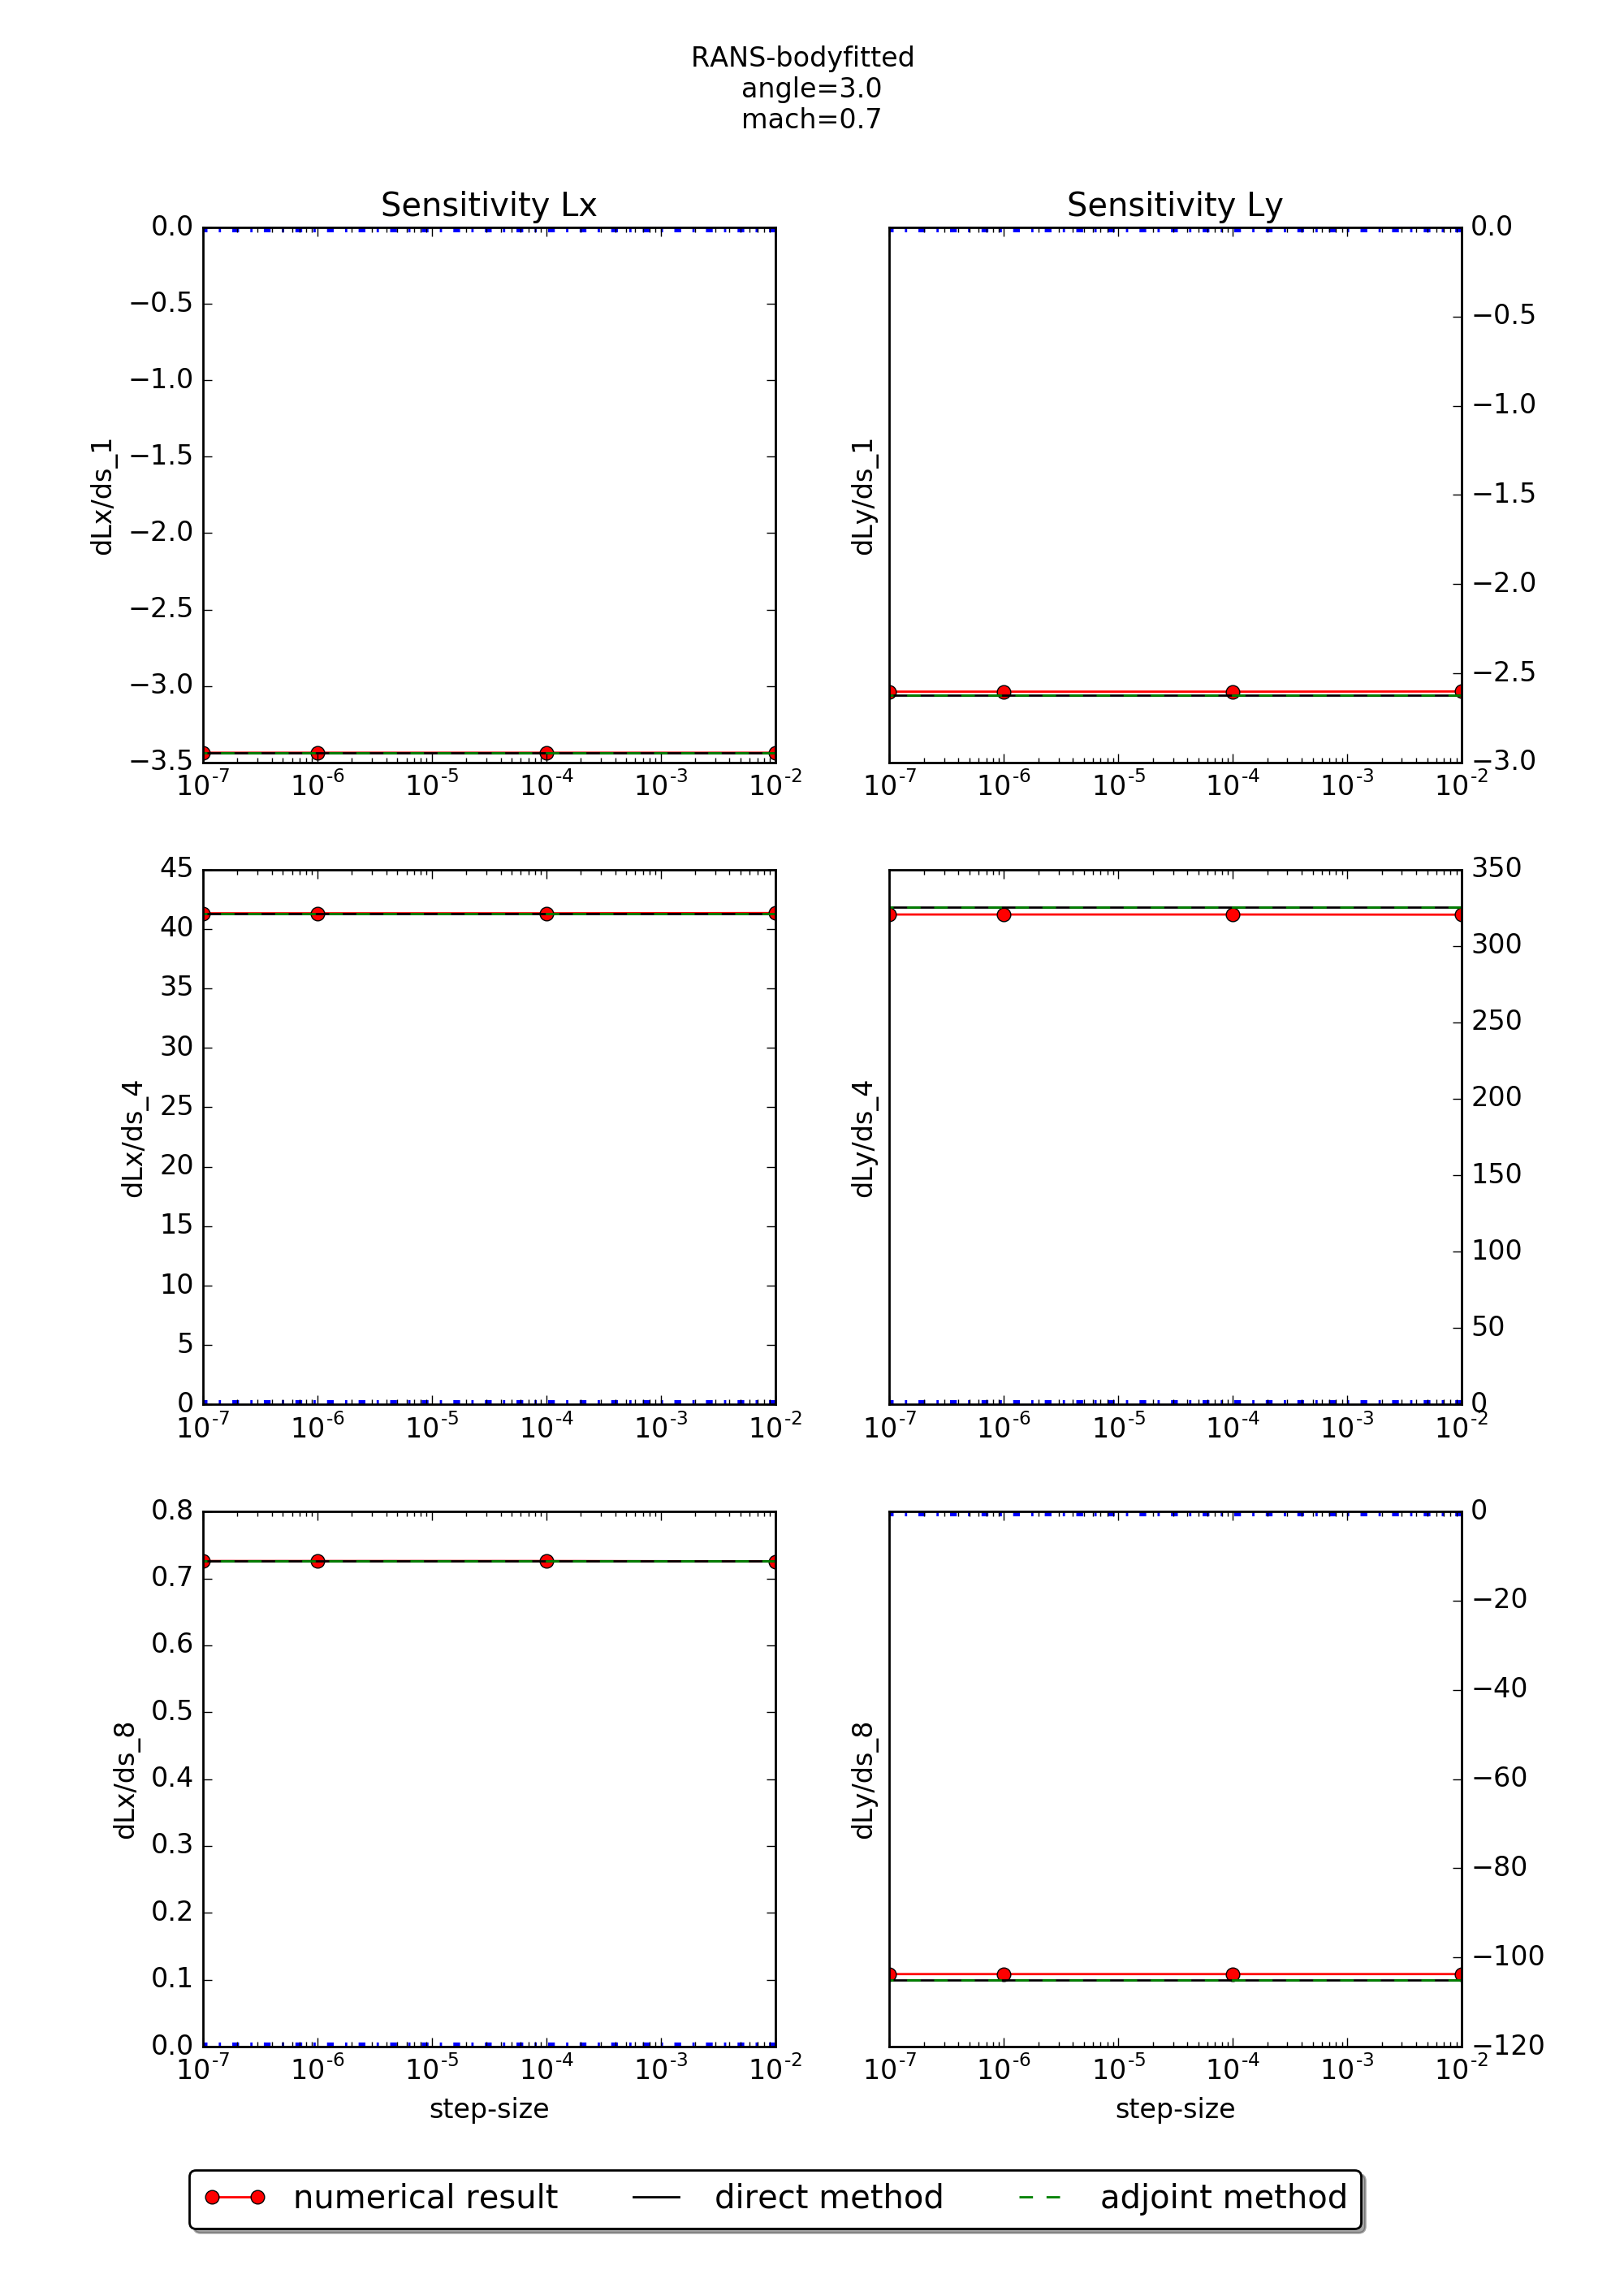 RANS-bodyfitted
angle=3.0
mach=0.7
Sensitivity Lx
0.0
−0.5
−1.0
−1.5
−2.0
−2.5
−3.0
−3.5
dLx/ds_1
10-7 10-6 10-5 10-4 10-3 10-2
Sensitivity Ly
0.0
−0.5
−1.0
−1.5
−2.0
−2.5
−3.0
dLy/ds_1
10-7 10-6 10-5 10-4 10-3 10-2
45
40
35
30
25
20
15
10
5
0
dLx/ds_4
10-7 10-6 10-5 10-4 10-3 10-2
350
300
250
200
150
100
50
0
dLy/ds_4
10-7 10-6 10-5 10-4 10-3 10-2
0.8
0.7
0.6
0.5
0.4
0.3
0.2
0.1
0.0
dLx/ds_8
10-7 10-6 10-5 10-4 10-3 10-2
step-size
0
−20
−40
−60
−80
−100
−120
dLy/ds_8
10-7 10-6 10-5 10-4 10-3 10-2
step-size
numerical result direct method adjoint method